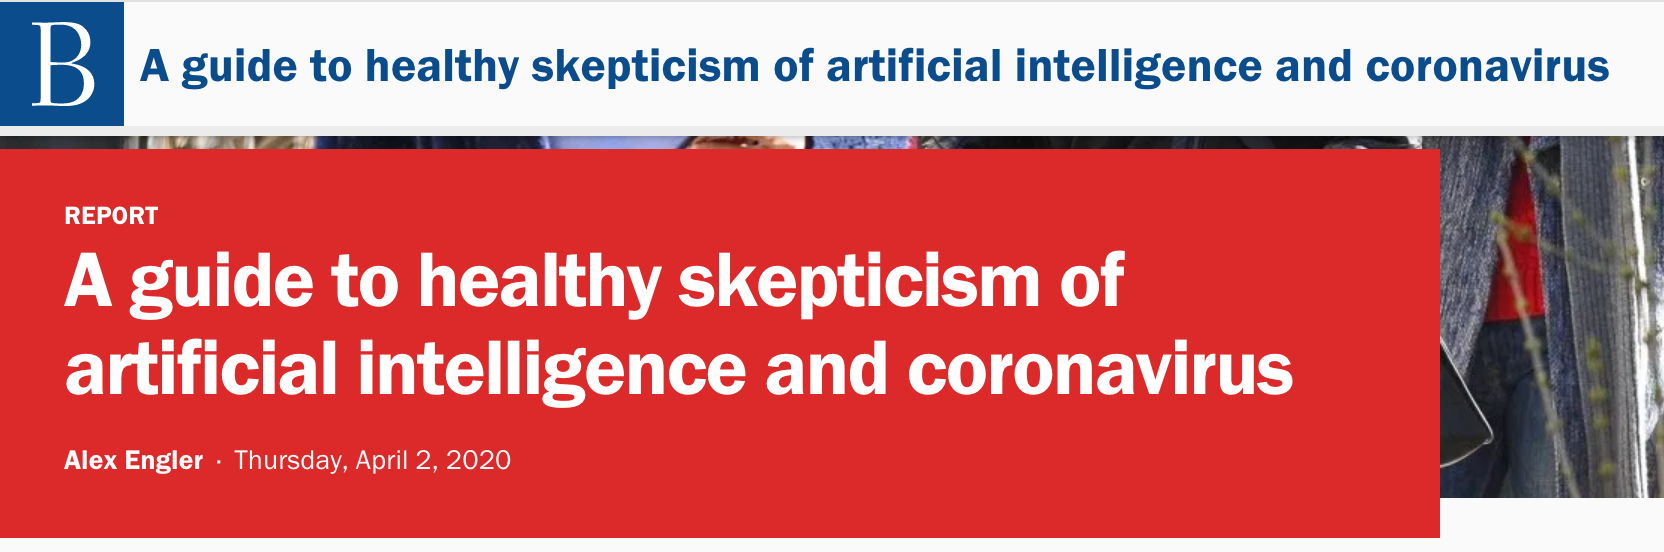 B
A guide to healthy skepticism of artificial intelligence and coronavirus
REPORT
A guide to healthy skepticism of
artificial intelligence and coronavirus
Alex Engler · Thursday, April 2, 2020